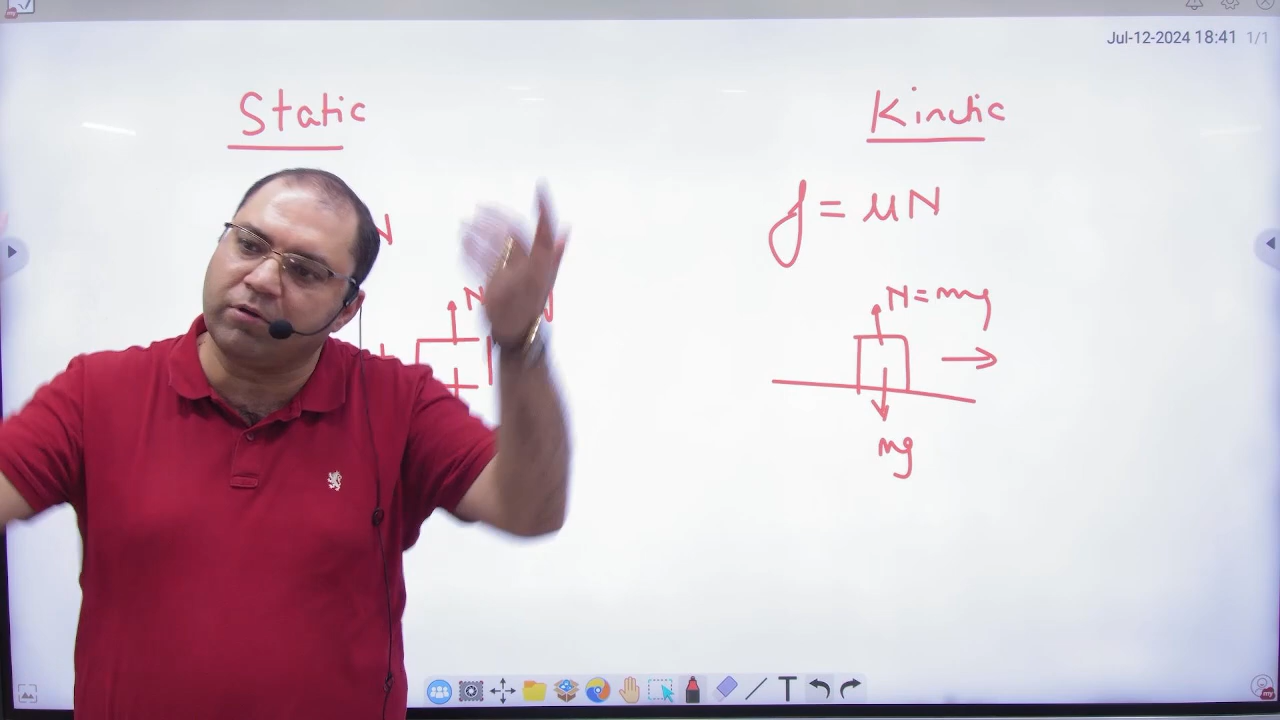 Jul-12-2024 18:41 1/1
Static
Kinetic
N
f = μN
N
N = mg
mg